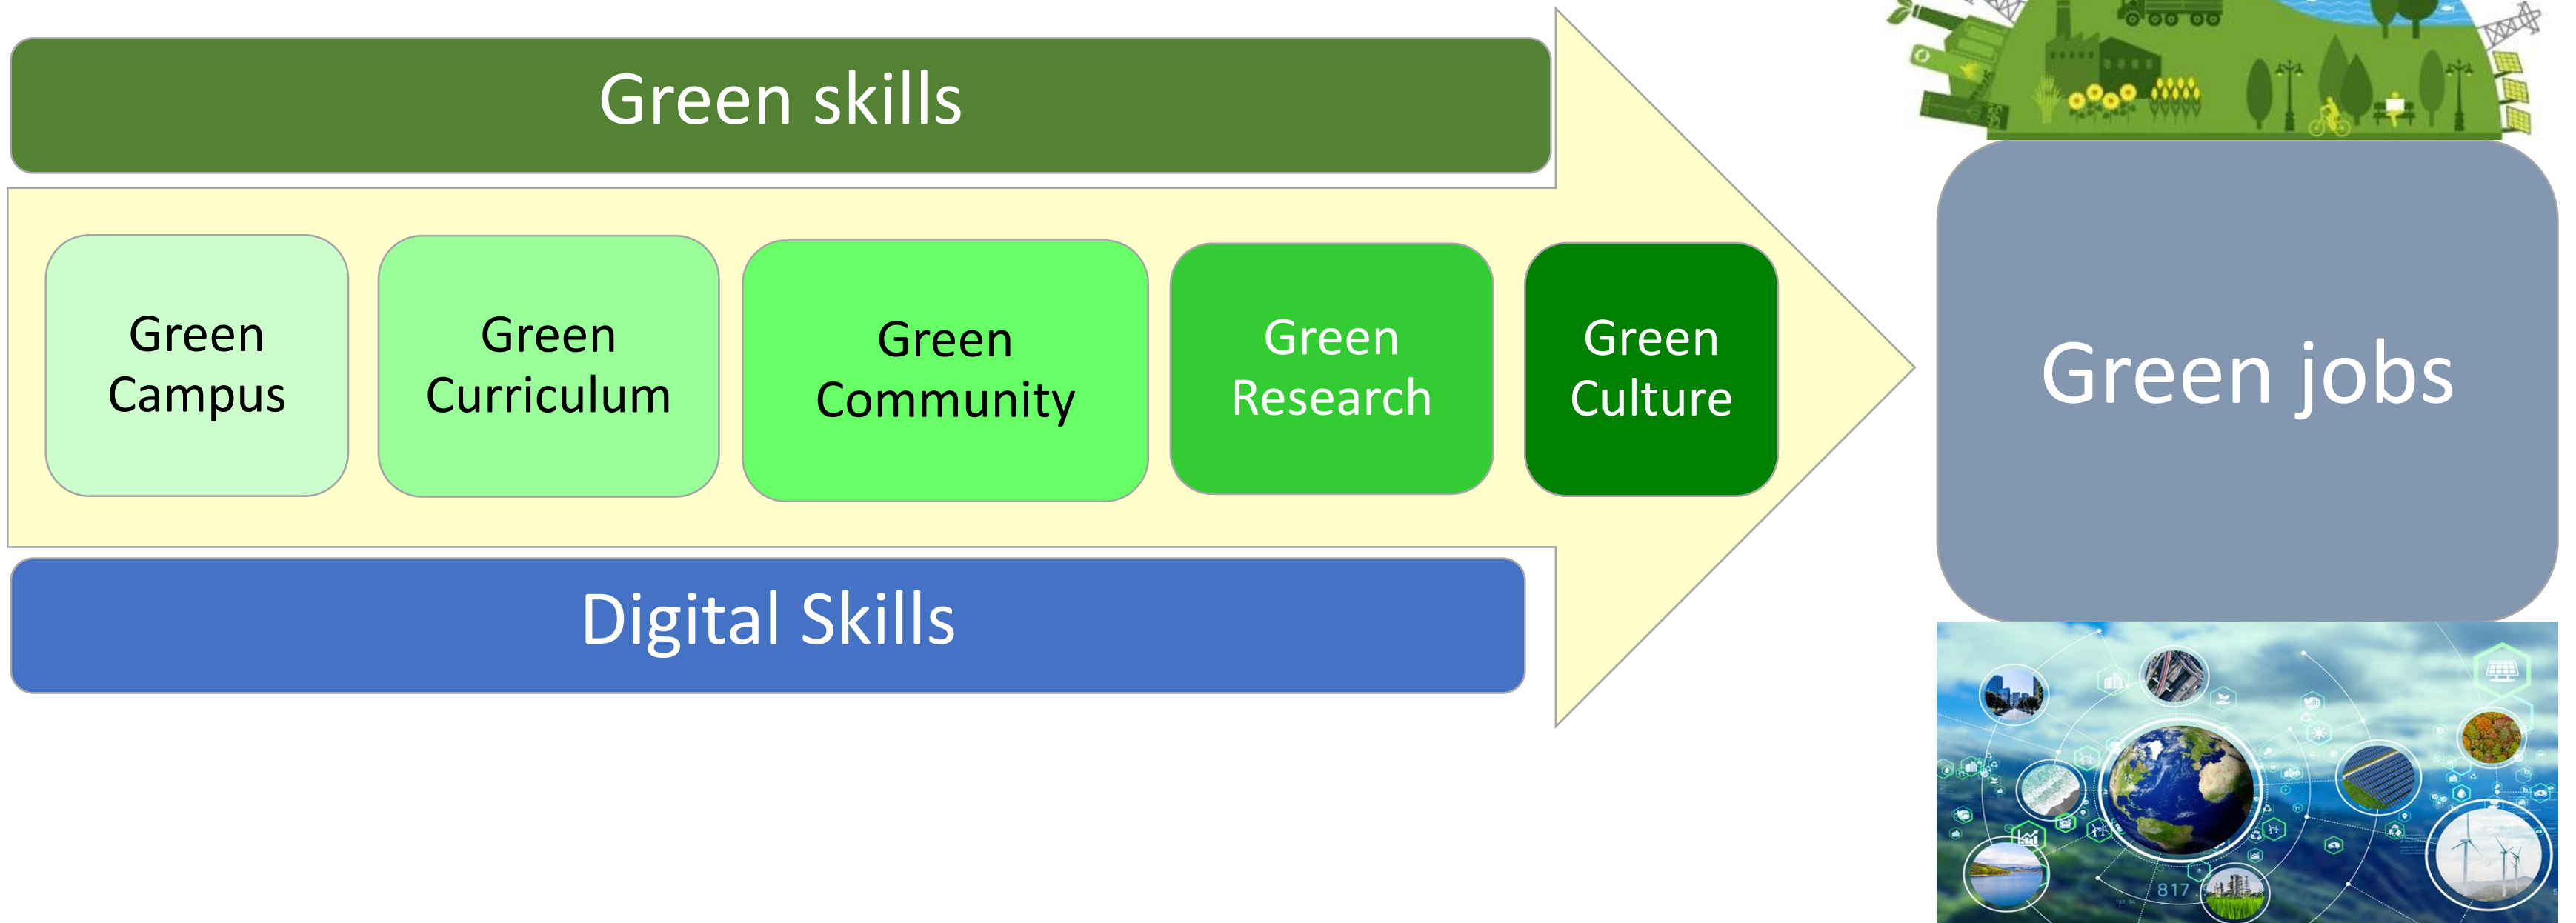 Green skills
Green
Campus
Green
Curriculum
Green
Community
Green
Research
Green
Culture
Green jobs
Digital Skills
817